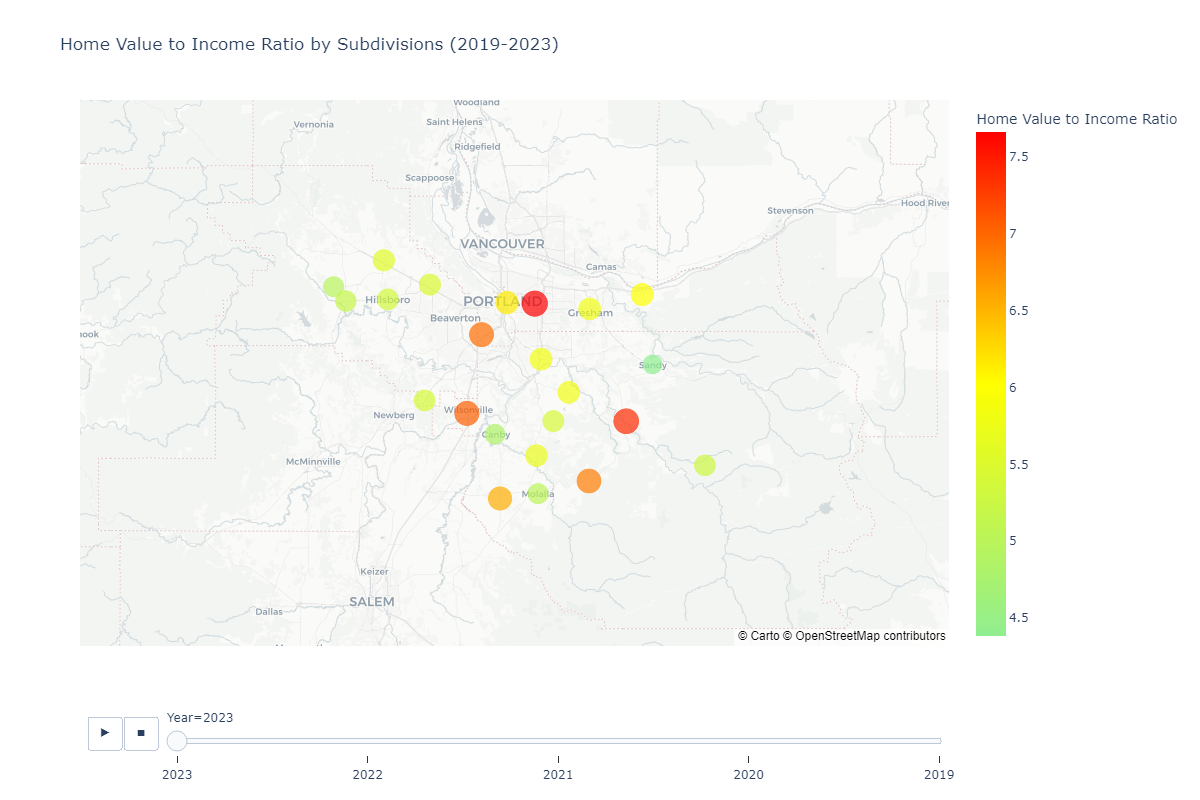 Home Value to Income Ratio by Subdivisions (2019-2023)
Woodland
Vernonia
Saint Helens
Ridgefield
Scappoose
Stevenson
Hood River
VANCOUVER
Camas
Hillsboro
PORTLAND
Beaverton
Gresham
ook
Sandy
Newberg
Wilsonville
Canby
McMinnville
Molalla
Keizer
SALEM
Dallas
© Carto © OpenStreetMap contributors
Home Value to Income Ratio
7.5
7
6.5
6
5.5
5
4.5
Year=2023
2023
2022
2021
2020
2019